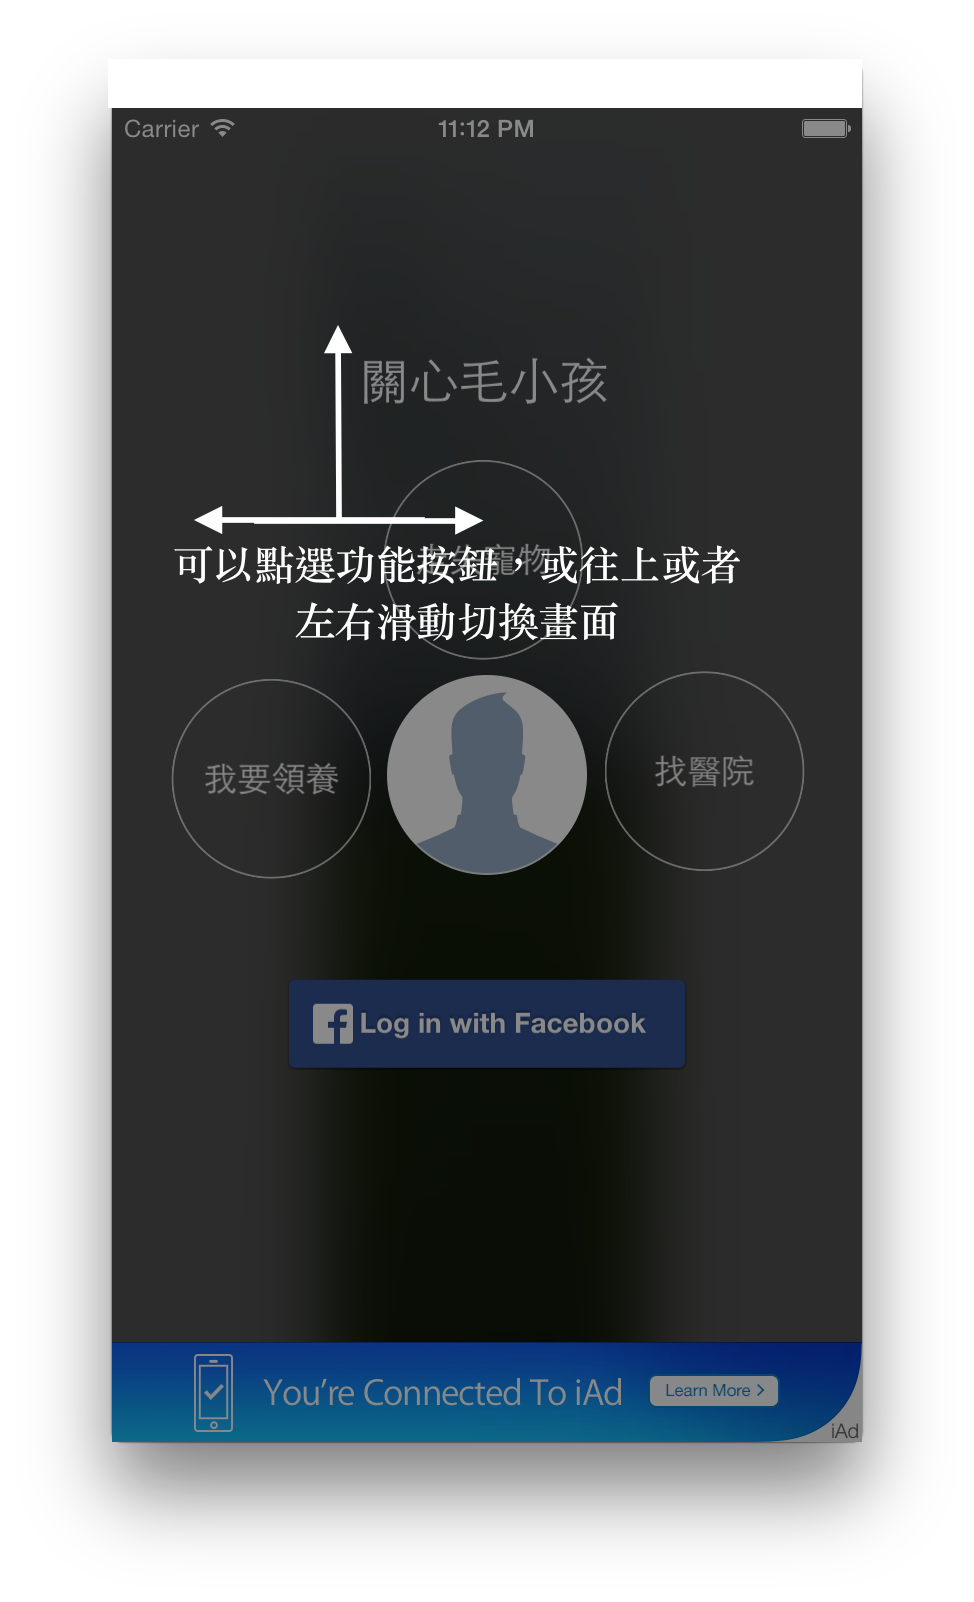 Carrier
11:12 PM
關心毛小孩
寵物
可以點選功能按鈕，或往上或者
左右滑動切換畫面
我要領養
找醫院
Log in with Facebook
You're Connected To iAd
Learn More >
iAd